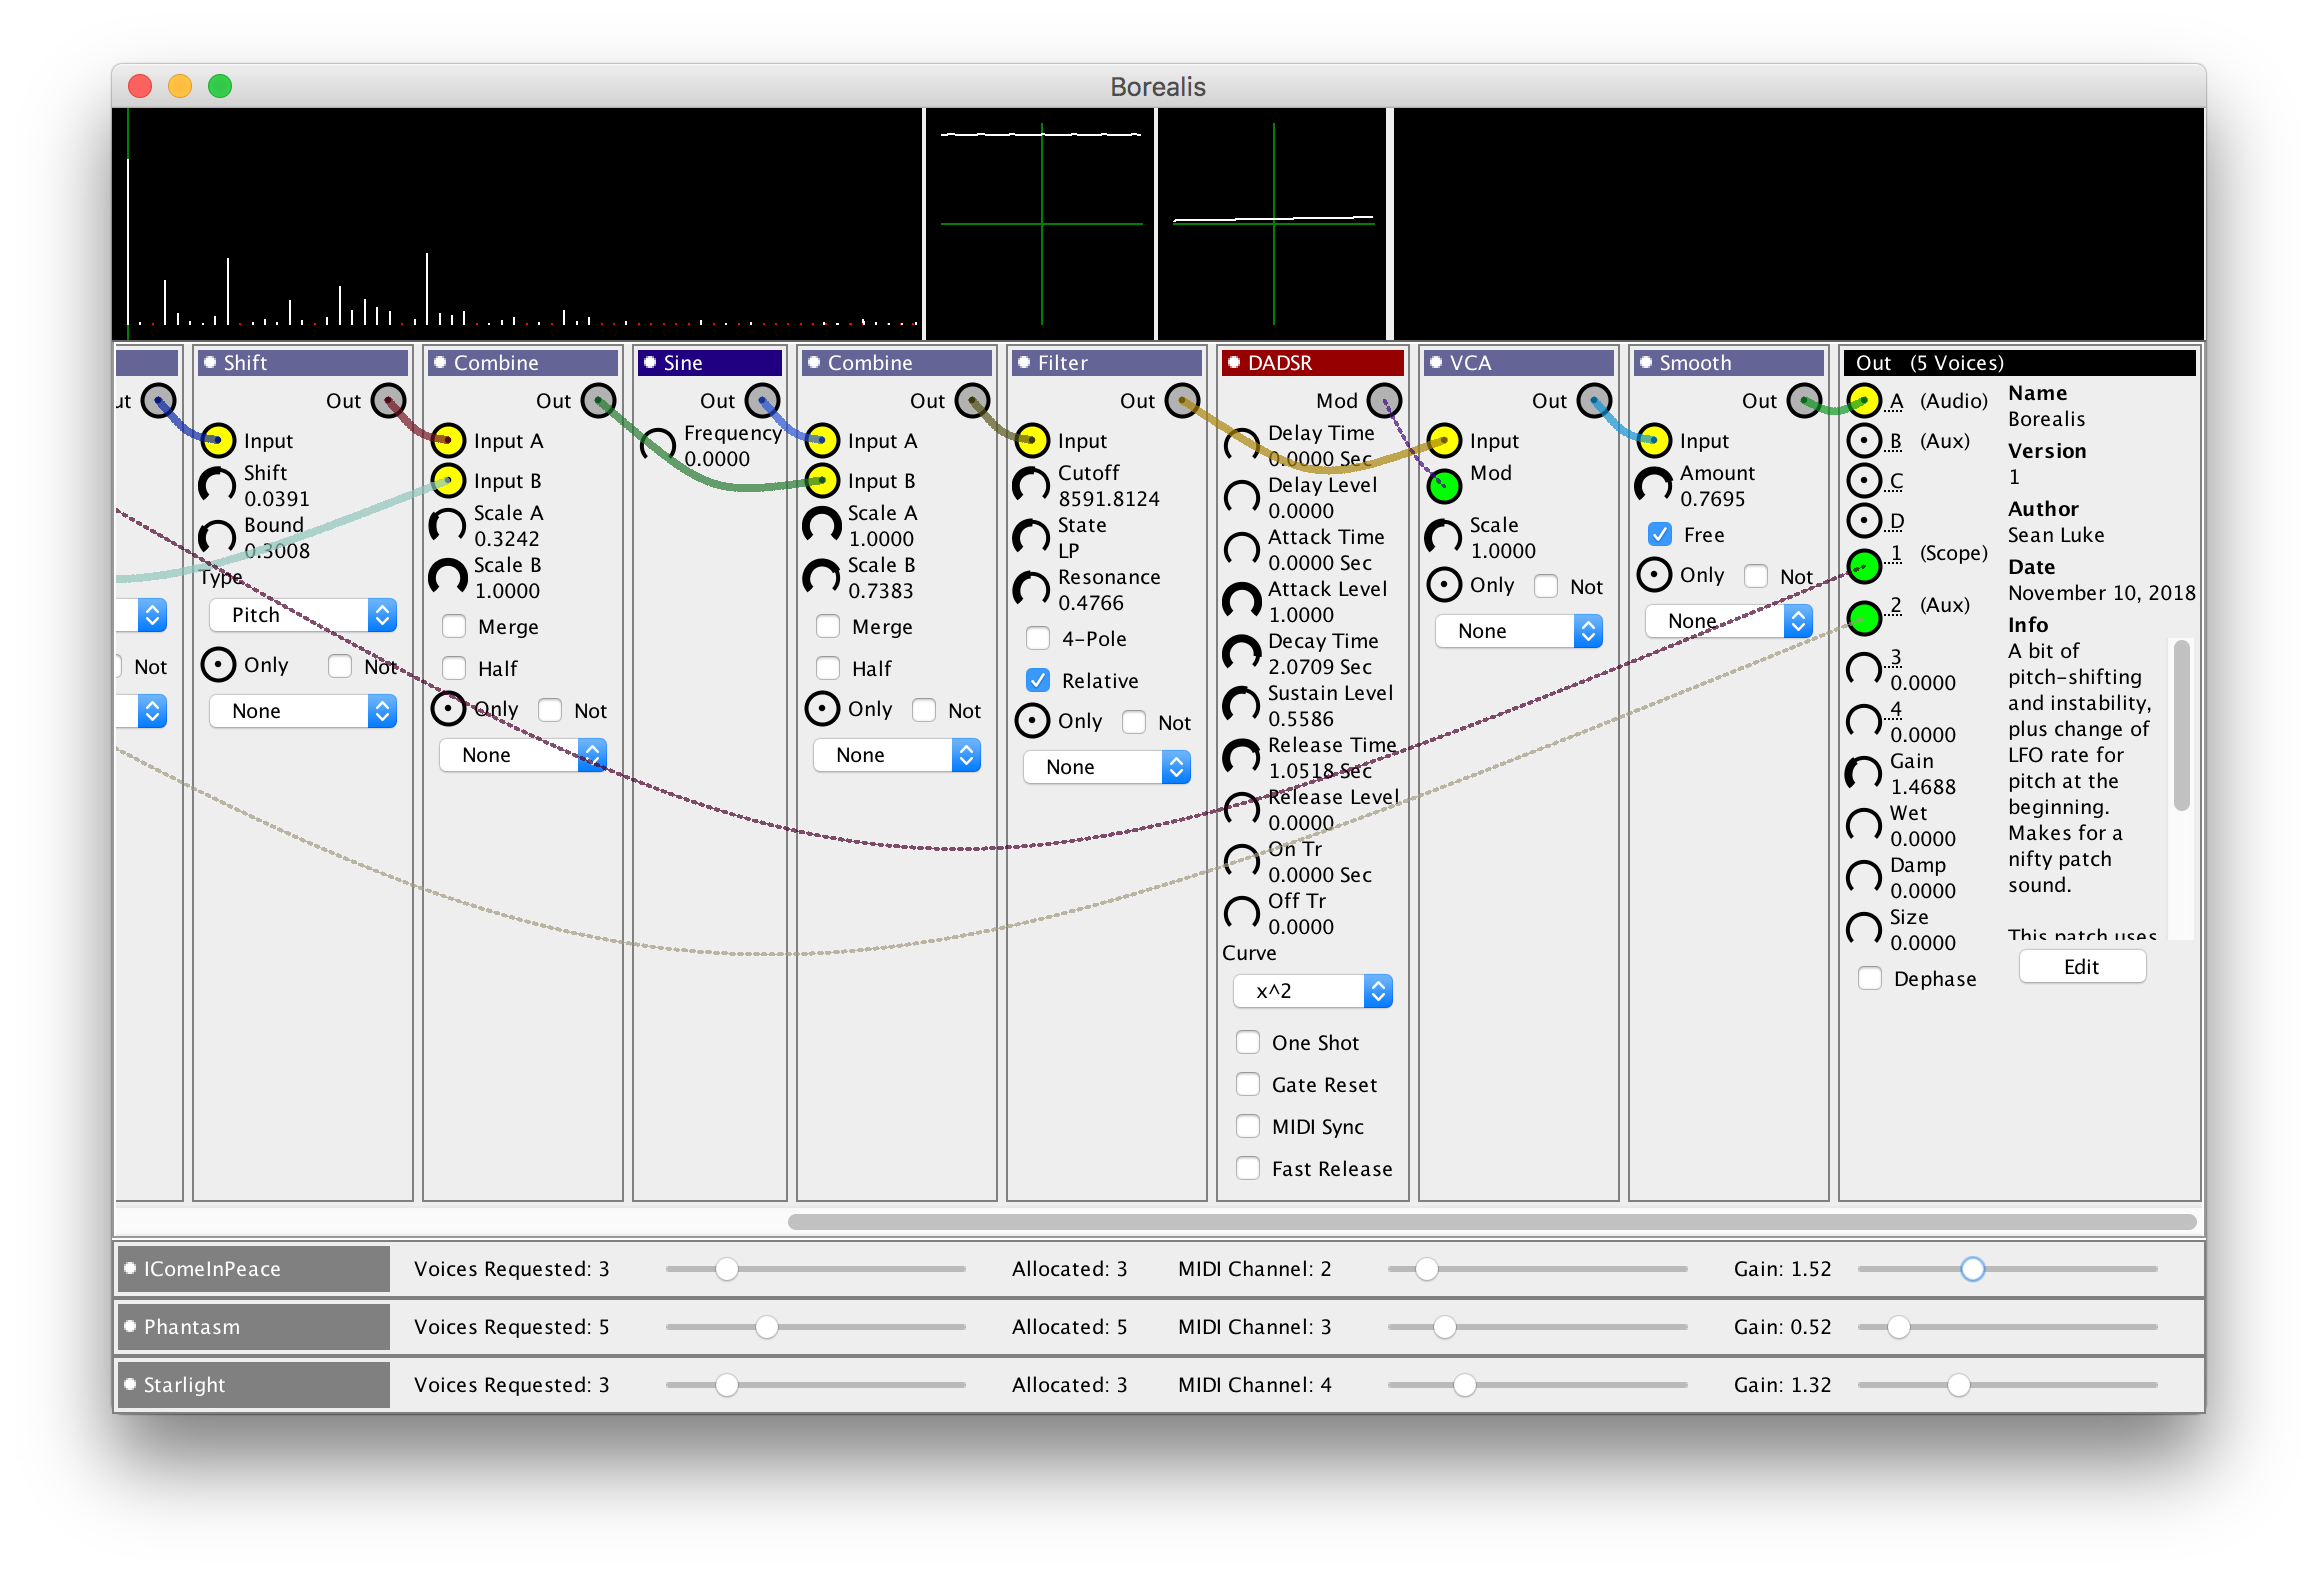 Borealis
ut
Not
Shift
Out
Input
Shift
0.0391
Bound
0.3008
Type
Pitch
Only
Not
None
Combine
Out
Input A
Input B
Scale A
0.3242
Scale B
1.0000
Merge
Half
Only
Not
None
Sine
Out
Frequency
0.0000
Combine
Out
Input A
Input B
Scale A
1.0000
Scale B
0.7383
Merge
Half
Only
Not
None
Filter
Out
Input
Cutoff
8591.8124
State
LP
Resonance
0.4766
4-Pole
Relative
Only
Not
None
DADSR
Mod
Delay Time
0.0000 Sec
Delay Level
0.0000
Attack Time
0.0000 Sec
Attack Level
1.0000
Decay Time
2.0709 Sec
Sustain Level
0.5586
Release Time
1.0518 Sec
Release Level
0.0000
On Tr
0.0000 Sec
Off Tr
0.0000
Curve
x^2
One Shot
Gate Reset
MIDI Sync
Fast Release
VCA
Out
Input
Mod
Scale
1.0000
Only
Not
None
Smooth
Out
Input
Amount
0.7695
Free
Only
Not
None
Out (5 Voices)
A (Audio)
B (Aux)
C
D
1 (Scope)
2 (Aux)
3
0.0000
4
0.0000
Gain
1.4688
Wet
0.0000
Damp
0.0000
Size
0.0000
Dephase
Name
Borealis
Version
1
Author
Sean Luke
Date
November 10, 2018
Info
A bit of
pitch-shifting
and instability,
plus change of
LFO rate for
pitch at the
beginning.
Makes for a
nifty patch
sound.
This patch uses
Edit
IComeInPeace Voices Requested: 3 Allocated: 3 MIDI Channel: 2 Gain: 1.52
Phantasm Voices Requested: 5 Allocated: 5 MIDI Channel: 3 Gain: 0.52
Starlight Voices Requested: 3 Allocated: 3 MIDI Channel: 4 Gain: 1.32